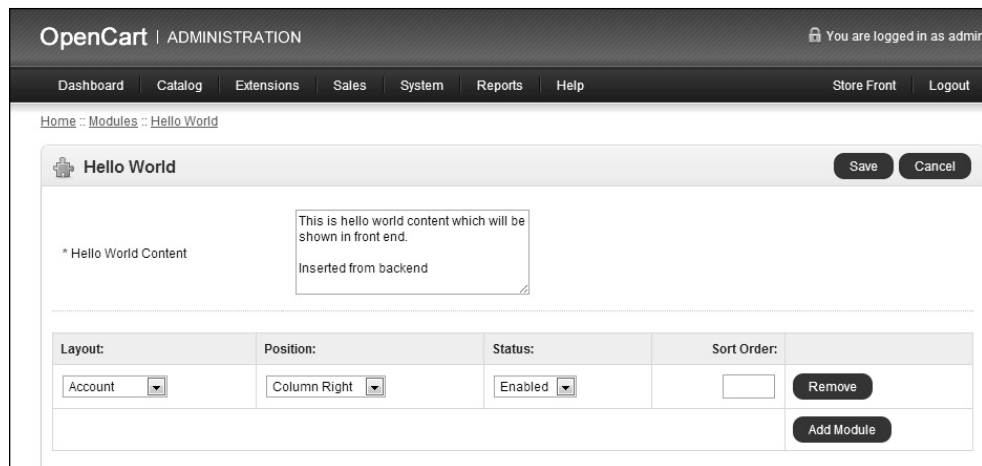 OpenCart | ADMINISTRATION You are logged in as admin
Dashboard Catalog Extensions Sales System Reports Help Store Front Logout
Home :: Modules :: Hello World
Hello World Save Cancel
This is hello world content which will be
shown in front end.
* Hello World Content
Inserted from backend
Layout: Position: Status: Sort Order:
Account Column Right Enabled Remove
Add Module